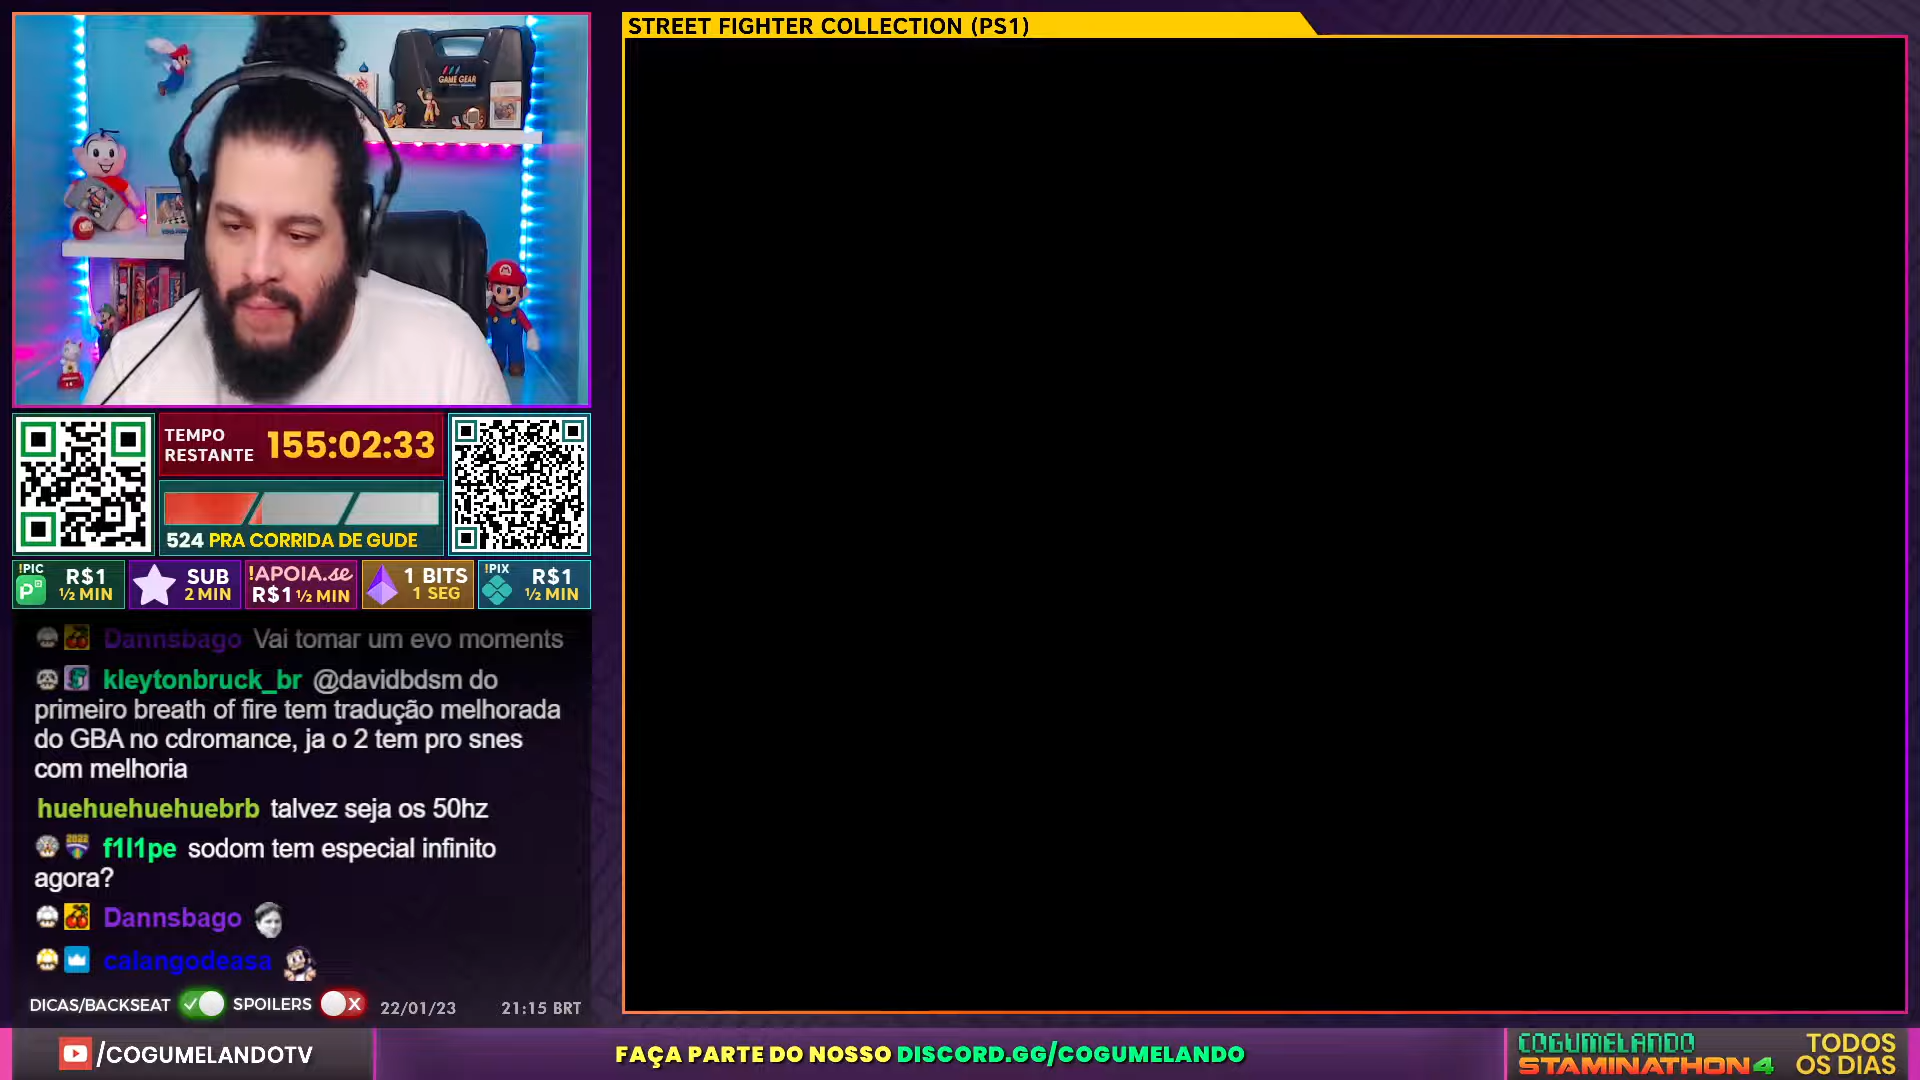 STREET FIGHTER COLLECTION (PS1)
GAME GEAR
TEMPO
RESTANTE 155:02:33
524 PRA CORRIDA DE GUDE
!PIC R$1
½ MIN
SUB
2 MIN
!APOIA.se
R$1 ½ MIN
1 BITS
1 SEG
!PIX R$1
½ MIN
Dannsbago Vai tomar um evo moments
kleytonbruck_br @davidbdsm do
primeiro breath of fire tem tradução melhorada
do GBA no cdromance, ja o 2 tem pro snes
com melhoria
huehuehuehuebrb talvez seja os 50hz
f1l1pe sodom tem especial infinito
agora?
Dannsbago
calangodeasa
DICAS/BACKSEAT SPOILERS X 22/01/23 21:15 BRT
/COGUMELANDOTV
FAÇA PARTE DO NOSSO DISCORD.GG/COGUMELANDO
COGUMELANDO
STAMINATHON 4
TODOS
OS DIAS